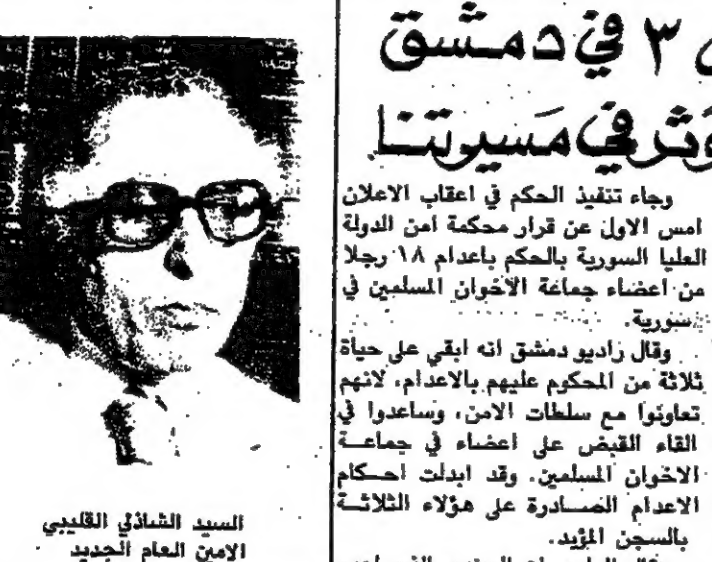 ٣ في دمشق
في مسيرتنا
وجاء تنفيذ الحكم في اعقاب الاعلان
امس الاول عن قرار محكمة امن الدولة
العليا السورية بالحكم باعدام ١٨ رجلا
من اعضاء جماعة الاخوان المسلمين في
سورية.
وقال راديو دمشق انه ابقي على حياة
ثلاثة من المحكوم عليهم بالاعدام، لانهم
تعاونوا مع سلطات الامن، وساعدوا في
القاء القبض على اعضاء في جماعة
الاخوان المسلمين. وقد ابدلت احكام
الاعدام الصادرة على هؤلاء الثلاثة
بالسجن المؤبد.
السيد الشاذلي القليبي
الامين العام الجديد